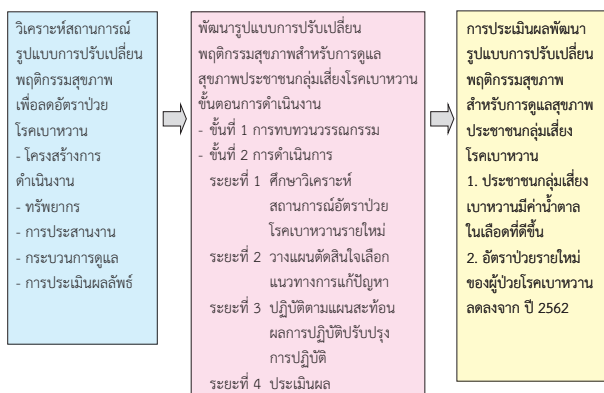 วิเคราะห์สถานการณ์
รูปแบบการปรับเปลี่ยน
พฤติกรรมสุขภาพ
เพื่อลดอัตราป่วย
โรคเบาหวาน
- โครงสร้างการ
ดำเนินงาน
- ทรัพยากร
- การประสานงาน
- กระบวนการดูแล
- การประเมินผลลัพธ์
พัฒนารูปแบบการปรับเปลี่ยน
พฤติกรรมสุขภาพสำหรับการดูแล
สุขภาพประชาชนกลุ่มเสี่ยงโรคเบาหวาน
ขั้นตอนการดำเนินงาน
- ขั้นที่ 1 การทบทวนวรรณกรรม
- ขั้นที่ 2 การดำเนินการ
ระยะที่ 1 ศึกษาวิเคราะห์
สถานการณ์อัตราป่วย
โรคเบาหวานรายใหม่
ระยะที่ 2 วางแผนตัดสินใจเลือก
แนวทางการแก้ปัญหา
ระยะที่ 3 ปฏิบัติตามแผนสะท้อน
ผลการปฏิบัติปรับปรุง
การปฏิบัติ
ระยะที่ 4 ประเมินผล
การประเมินผลพัฒนา
รูปแบบการปรับเปลี่ยน
พฤติกรรมสุขภาพ
สำหรับการดูแลสุขภาพ
ประชาชนกลุ่มเสี่ยง
โรคเบาหวาน
1. ประชาชนกลุ่มเสี่ยง
เบาหวานมีค่าน้ำตาล
ในเลือดที่ดีขึ้น
2. อัตราป่วยรายใหม่
ของผู้ป่วยโรคเบาหวาน
ลดลงจาก ปี 2562